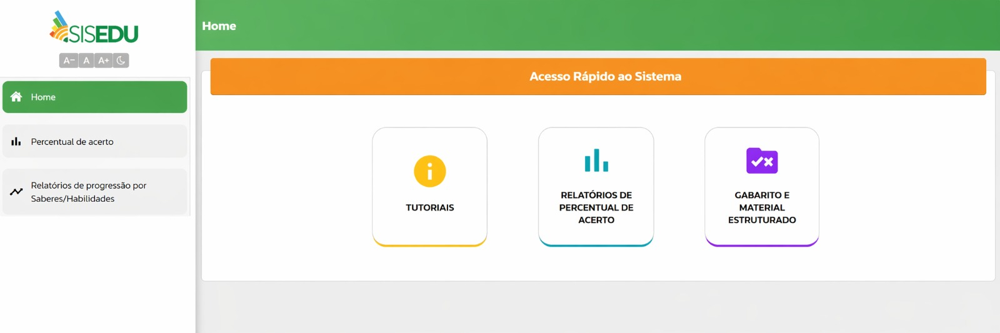 SISEDU
A- A A+
Home
Percentual de acerto
Relatórios de progressão por
Saberes/Habilidades
Home
Acesso Rápido ao Sistema
TUTORIAIS
RELATÓRIOS DE
PERCENTUAL DE
ACERTO
GABARITO E
MATERIAL
ESTRUTURADO